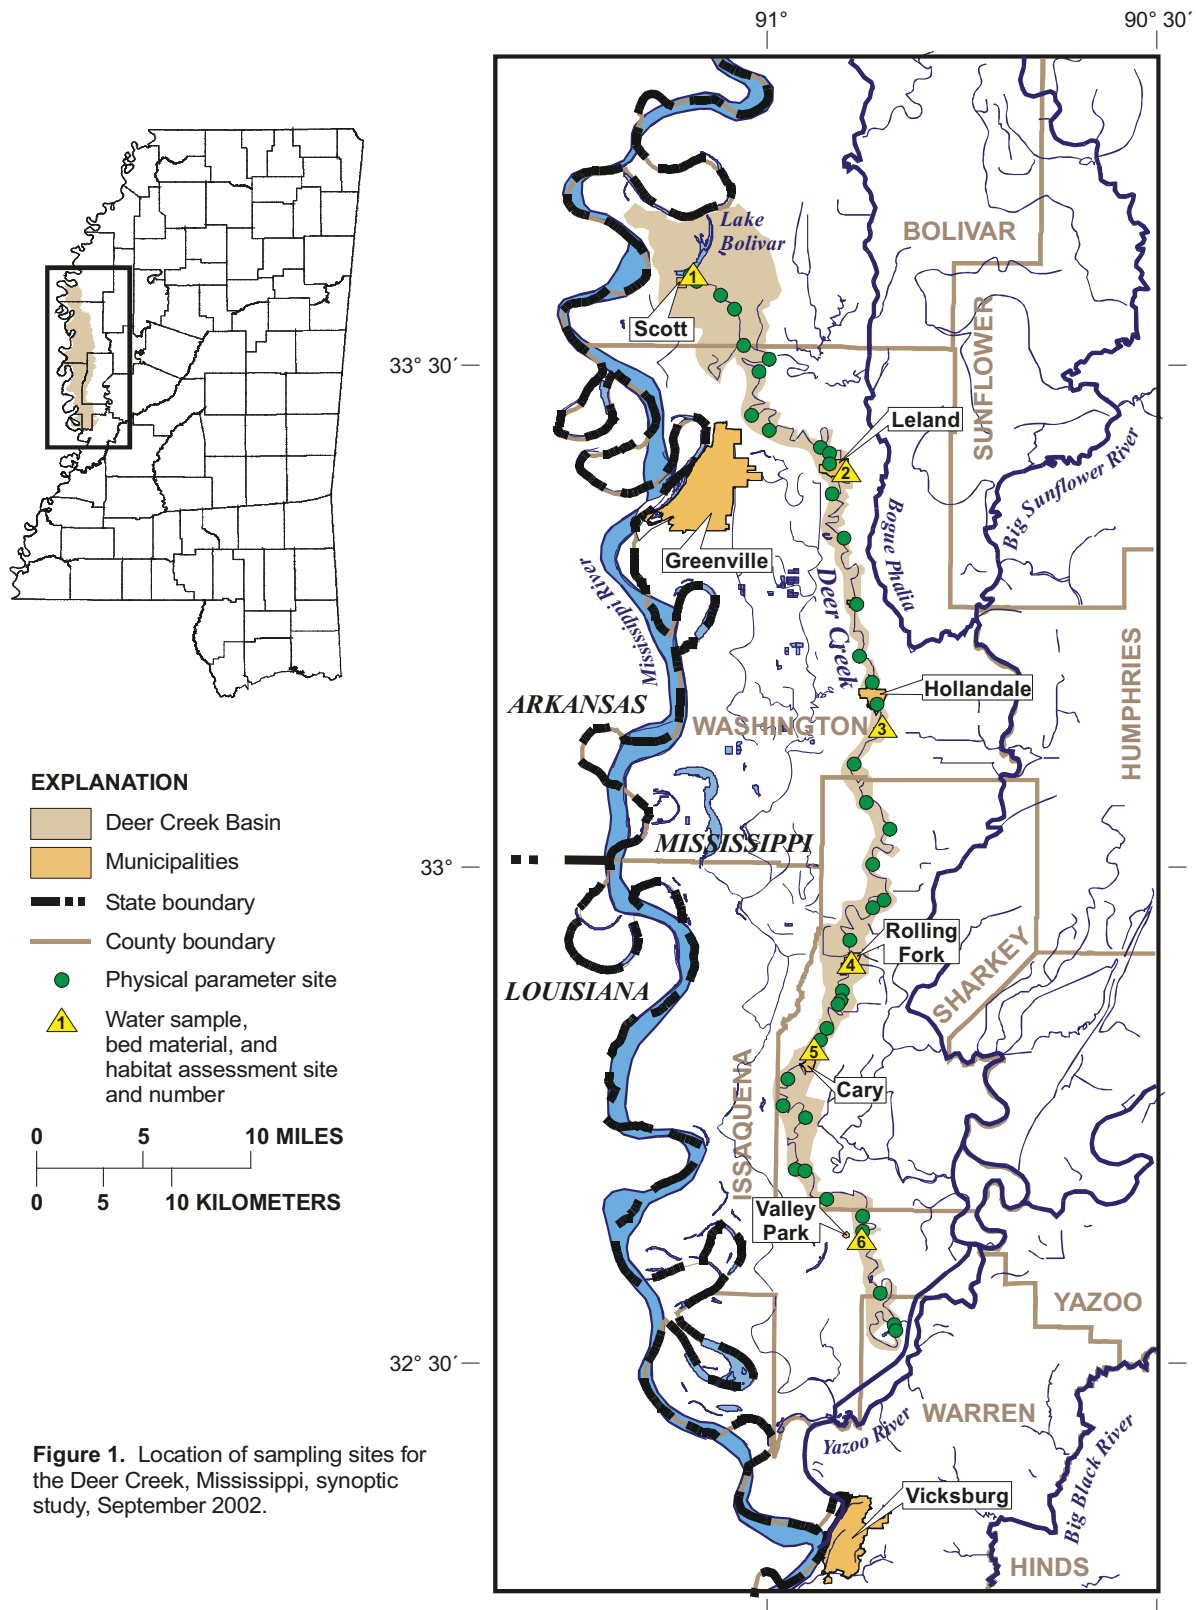 91°
90° 30´
Lake
Bolivar
BOLIVAR
1
Scott
SUNFLOWER
33° 30´
Leland
2
Big Sunflower River
Bogue Phalia
Greenville
Mississippi River
Deer Creek
HUMPHRIES
Hollandale
ARKANSAS
WASHINGTON
3
EXPLANATION
Deer Creek Basin
Municipalities
State boundary
County boundary
Physical parameter site
1
Water sample,
bed material, and
habitat assessment site
and number
MISSISSIPPI
33°
Rolling
Fork
4
SHARKEY
LOUISIANA
5
Cary
ISSAQUENA
0 5 10 MILES
0 5 10 KILOMETERS
Valley
Park
6
YAZOO
32° 30´
WARREN
Yazoo River
Big Black River
Vicksburg
HINDS
Figure 1. Location of sampling sites for
the Deer Creek, Mississippi, synoptic
study, September 2002.